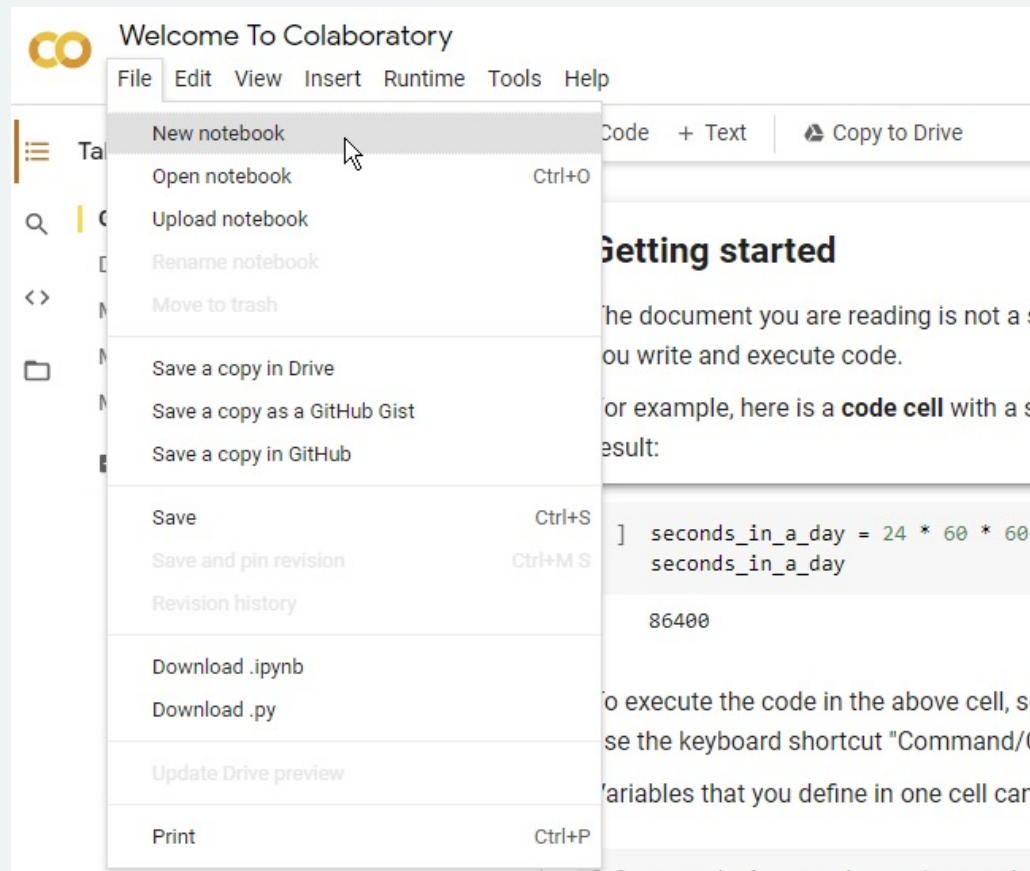 Welcome To Colaboratory
File Edit View Insert Runtime Tools Help
Code + Text Copy to Drive
New notebook
Open notebook Ctrl+O
Upload notebook
Rename notebook
Move to trash
Save a copy in Drive
Save a copy as a GitHub Gist
Save a copy in GitHub
Save Ctrl+S
Save and pin revision Ctrl+M S
Revision history
Download .ipynb
Download .py
Update Drive preview
Print Ctrl+P
Getting started
The document you are reading is not a
you write and execute code.
For example, here is a code cell with a
result:
] seconds_in_a_day = 24 * 60 * 60
seconds_in_a_day
86400
To execute the code in the above cell,
use the keyboard shortcut "Command/
Variables that you define in one cell can